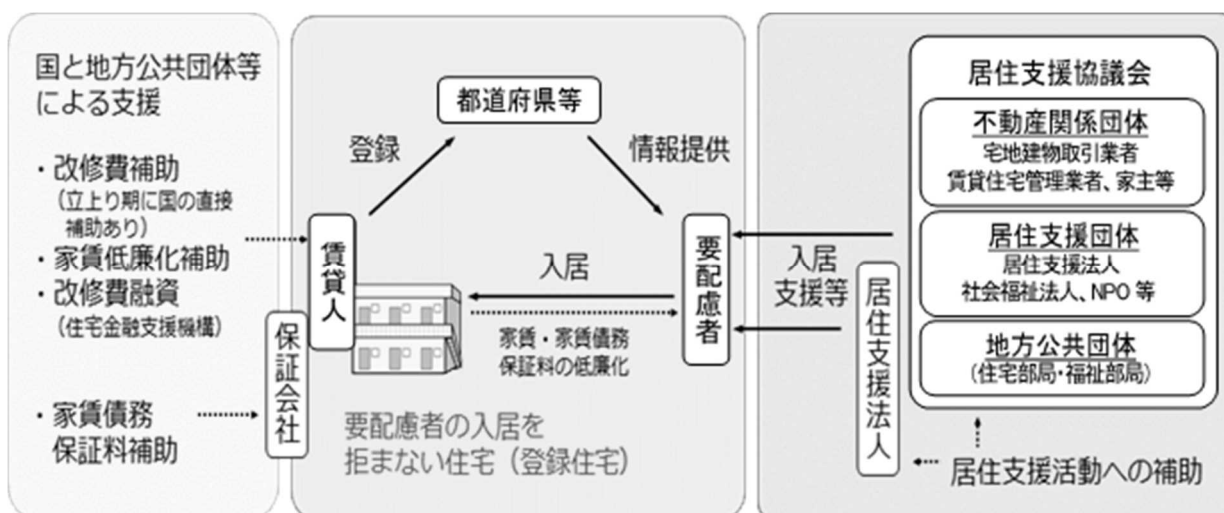 国と地方公共団体等
による支援
・改修費補助
(立上り期に国の直接
補助あり)
・家賃低廉化補助
・改修費融資
(住宅金融支援機構)
・家賃債務
保証料補助
都道府県等
登録
情報提供
賃貸人
保証会社
入居
家賃・家賃債務
保証料の低廉化
要配慮者
要配慮者の入居を
拒まない住宅(登録住宅)
入居
支援等
居住支援法人
居住支援協議会
不動産関係団体
宅地建物取引業者
賃貸住宅管理業者、家主等
居住支援団体
居住支援法人
社会福祉法人、NPO 等
地方公共団体
(住宅部局・福祉部局)
居住支援活動への補助